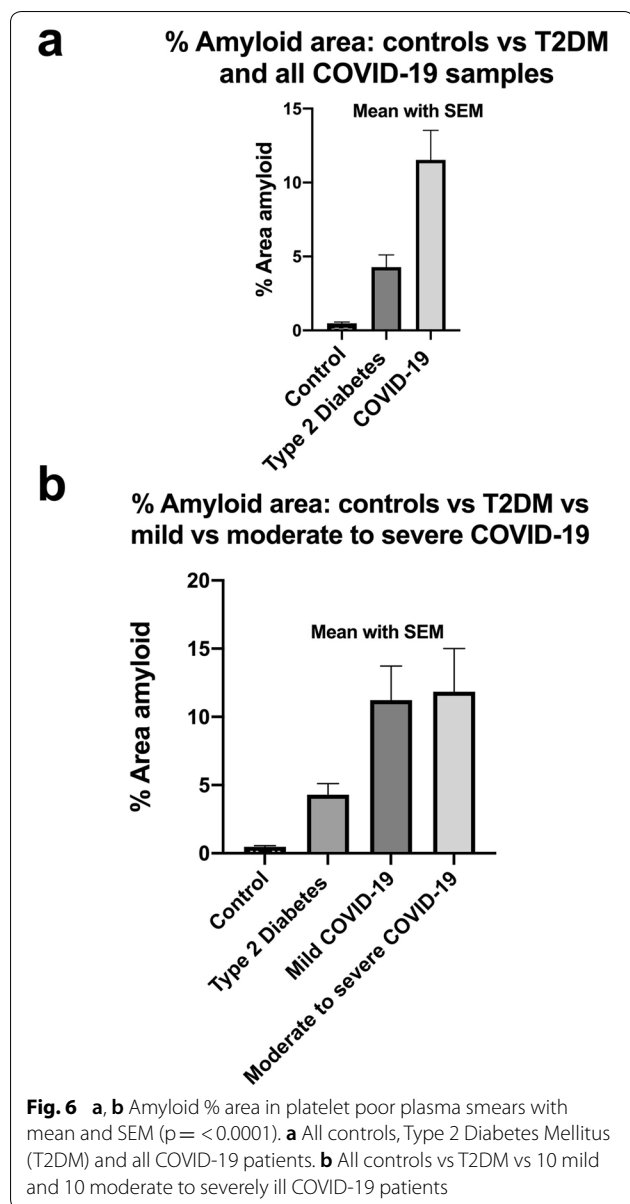 a
% Amyloid area: controls vs T2DM
and all COVID-19 samples
Mean with SEM
% Area amyloid
15
10
5
0
Control
Type 2 Diabetes
COVID-19
b
% Amyloid area: controls vs T2DM vs
mild vs moderate to severe COVID-19
Mean with SEM
% Area amyloid
20
15
10
5
0
Control
Type 2 Diabetes
Mild COVID-19
Moderate to severe COVID-19
Fig. 6 a, b Amyloid % area in platelet poor plasma smears with
mean and SEM (p = < 0.0001). a All controls, Type 2 Diabetes Mellitus
(T2DM) and all COVID-19 patients. b All controls vs T2DM vs 10 mild
and 10 moderate to severely ill COVID-19 patients